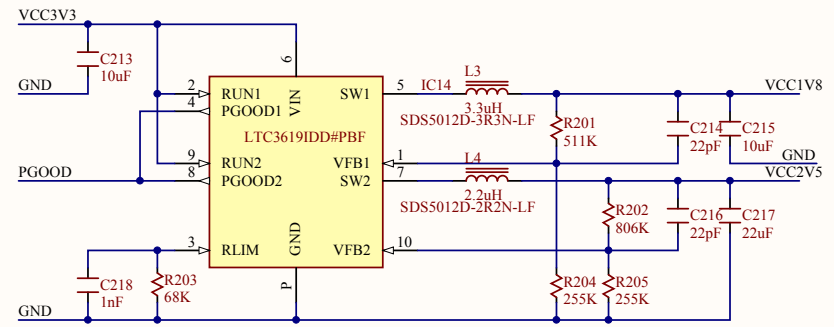 VCC3V3
C213
10uF
GND
6
VIN
2
RUN1
4
PGOOD1
LTC3619IDD#PBF
9
RUN2
8
PGOOD2
PGOOD
3
RLIM
GND
P
SW1
5
IC14
VFB1
1
SW2
7
VFB2
10
L3
3.3uH
SDS5012D-3R3N-LF
L4
2.2uH
SDS5012D-2R2N-LF
R201
511K
C214
22pF
C215
10uF
VCC1V8
GND
VCC2V5
R202
806K
C216
22pF
C217
22uF
C218
1nF
R203
68K
R204
255K
R205
255K
GND